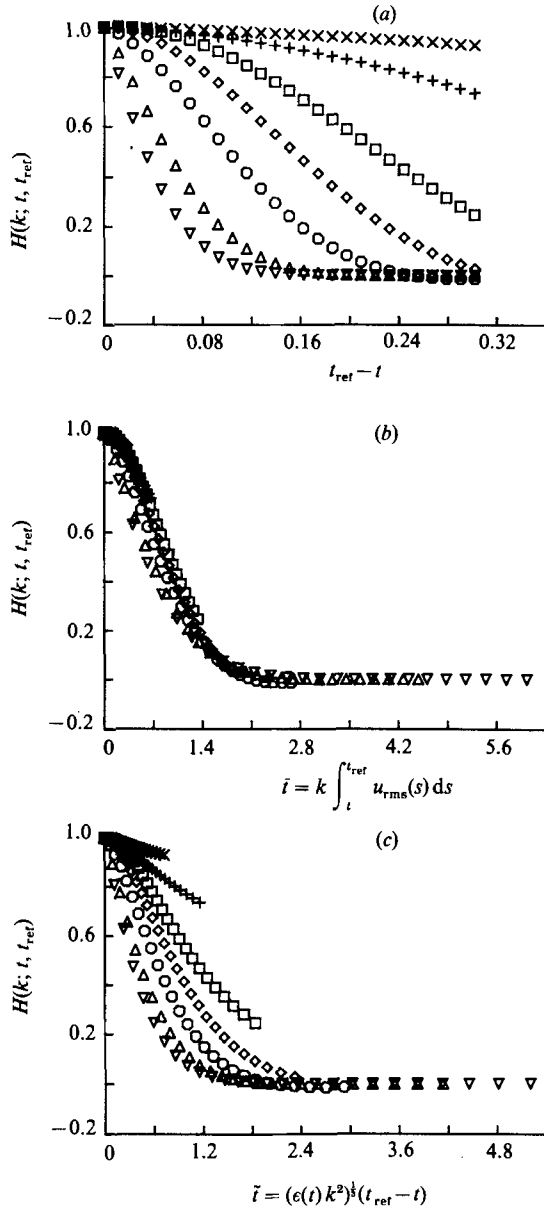 (a)
1.0
0.6
0.2
−0.2
H(k; t, t_ref)
0 0.08 0.16 0.24 0.32
t_ref − t
(b)
1.0
0.6
0.2
−0.2
H(k; t, t_ref)
0 1.4 2.8 4.2 5.6
t̄ = k ∫_t^{t_ref} u_rms(s) ds
(c)
1.0
0.6
0.2
−0.2
H(k; t, t_ref)
0 1.2 2.4 3.6 4.8
t̃ = (ϵ(t) k²)^{1/3} (t_ref − t)